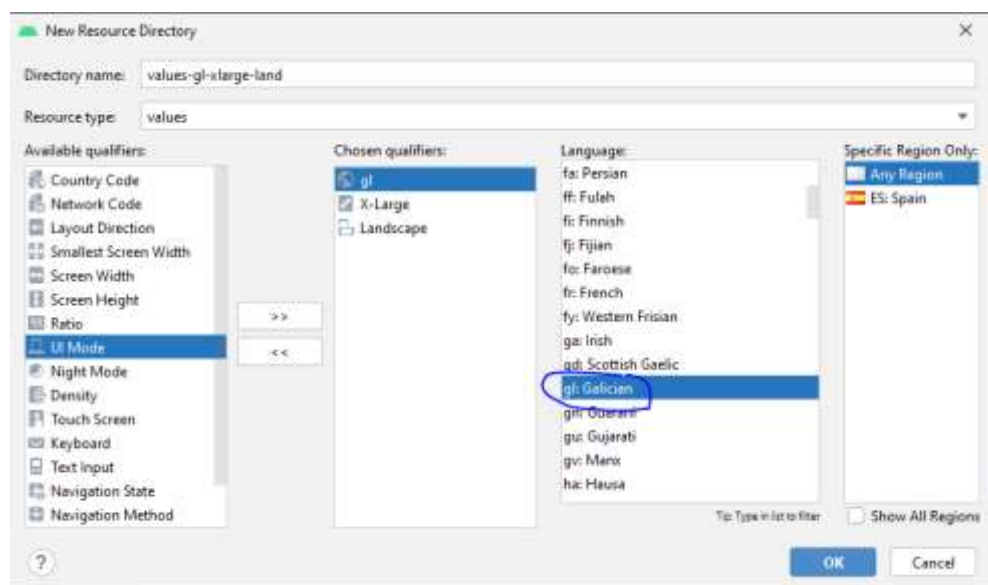 New Resource Directory
Directory name: values-gl-xlarge-land
Resource type: values
Available qualifiers:
Country Code
Network Code
Layout Direction
Smallest Screen Width
Screen Width
Screen Height
Ratio
UI Mode
Night Mode
Density
Touch Screen
Keyboard
Text Input
Navigation State
Navigation Method
>>
<<
Chosen qualifiers:
gl
X-Large
Landscape
Language:
fa: Persian
ff: Fulah
fi: Finnish
fj: Fijian
fo: Faroese
fr: French
fy: Western Frisian
ga: Irish
gd: Scottish Gaelic
gl: Galician
gn: Guaraní
gu: Gujarati
gv: Manx
ha: Hausa
Tip: Type in list to filter
Specific Region Only:
Any Region
ES: Spain
Show All Regions
?
OK
Cancel